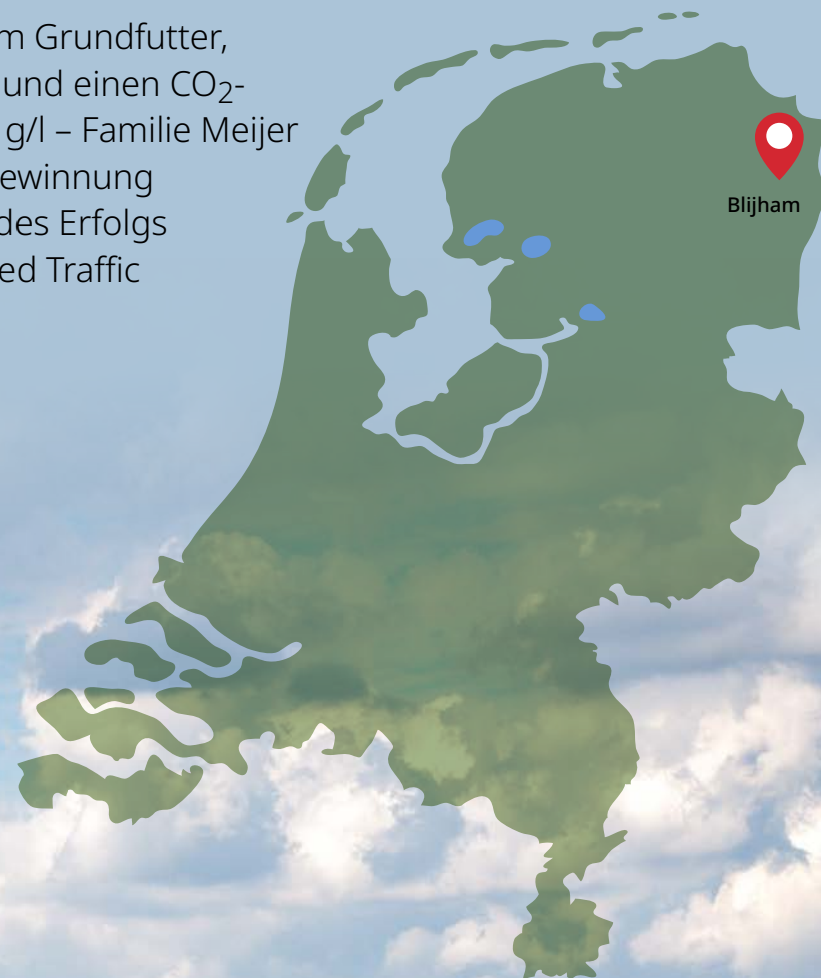 m Grundfutter,
und einen CO₂-
g/l – Familie Meijer
ewinnung
des Erfolgs
ed Traffic
Blijham